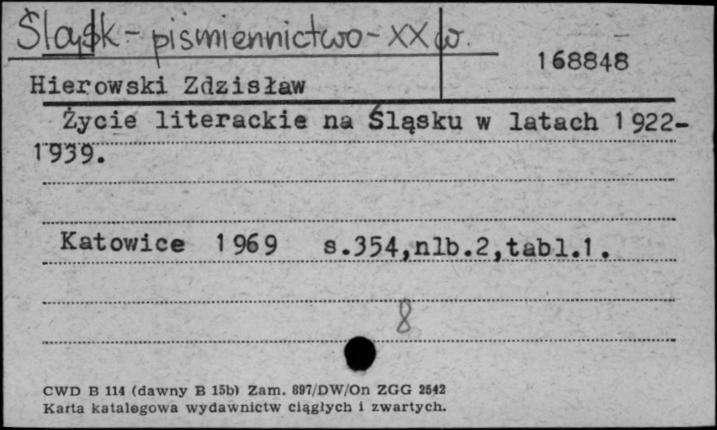 Śląsk - piśmiennictwo - XX w.
168848
Hierowski Zdzisław
Życie literackie na Śląsku w latach 1922-
1939.
Katowice 1969 s.354,nlb.2,tabl.1.
8
CWD B 114 (dawny B 15b) Zam. 897/DW/On ZGG 2542
Karta katalogowa wydawnictw ciągłych i zwartych.